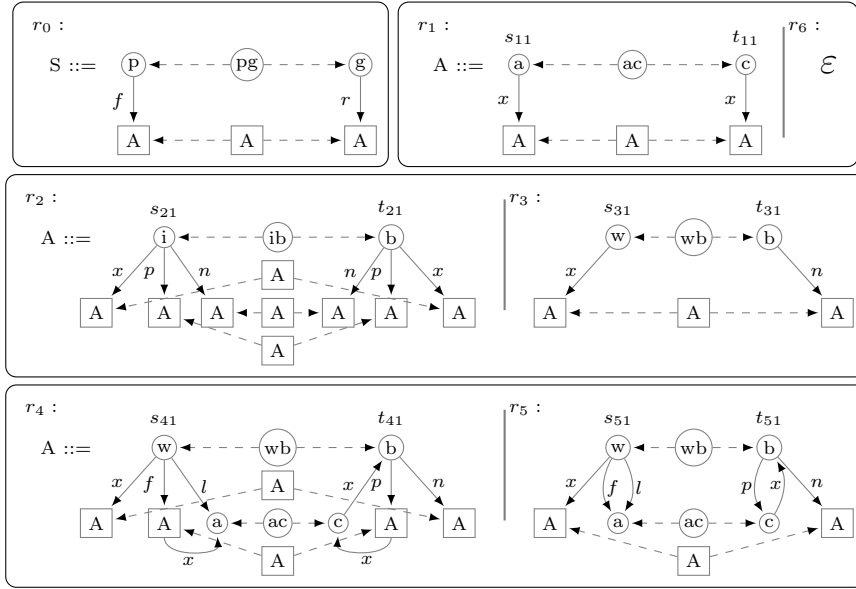 r0 :
S ::= p pg g
f r
A A A
r1 : s11 t11 r6 :
A ::= a ac c ε
x x
A A A
r2 : s21 t21
A ::= i ib b
x p n A n p x
A A A A A A A
A
r3 : s31 t31
w wb b
x n
A A A
r4 : s41 t41
A ::= w wb b
x f l A x p n
A A a ac c A A
x A x
r5 : s51 t51
w wb b
x f l p x n
A a ac c A
A